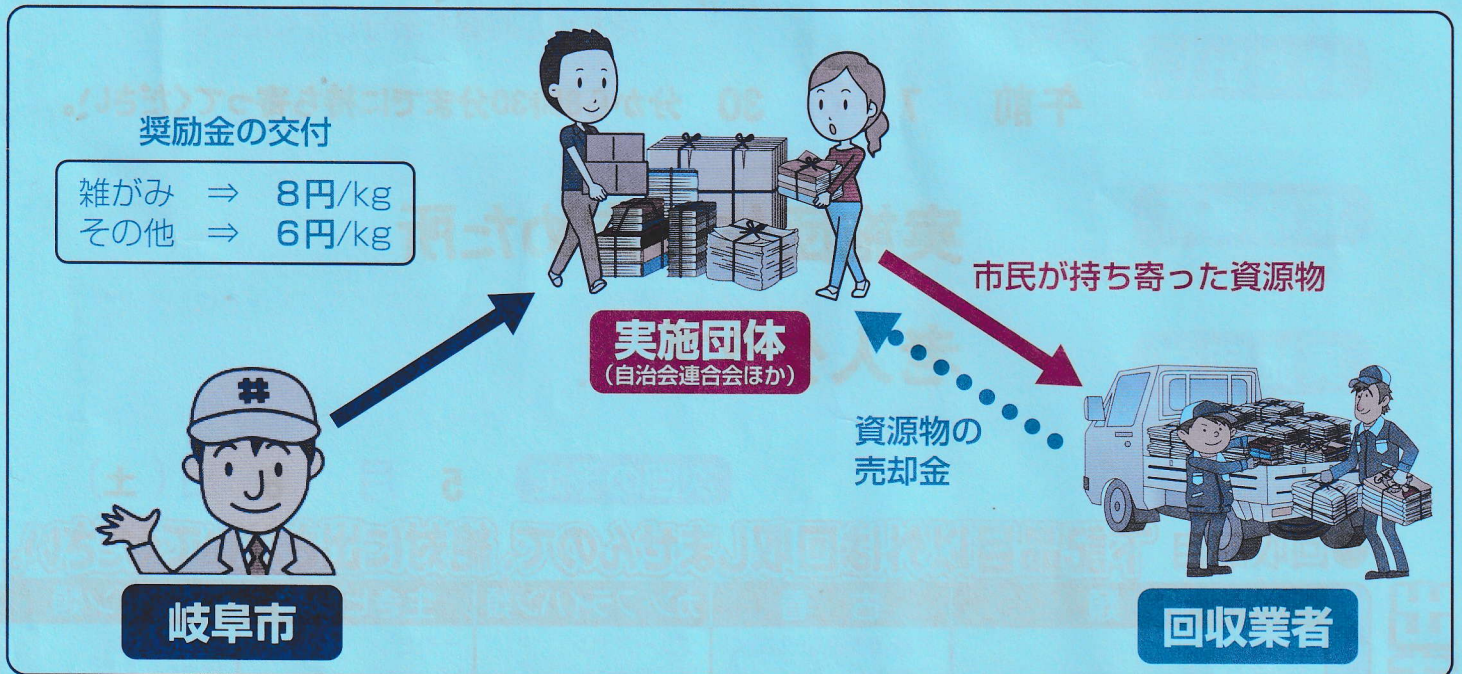 奨励金の交付
雑がみ ⇒ 8円/kg
その他 ⇒ 6円/kg
実施団体
(自治会連合会ほか)
市民が持ち寄った資源物
資源物の
売却金
岐阜市
回収業者